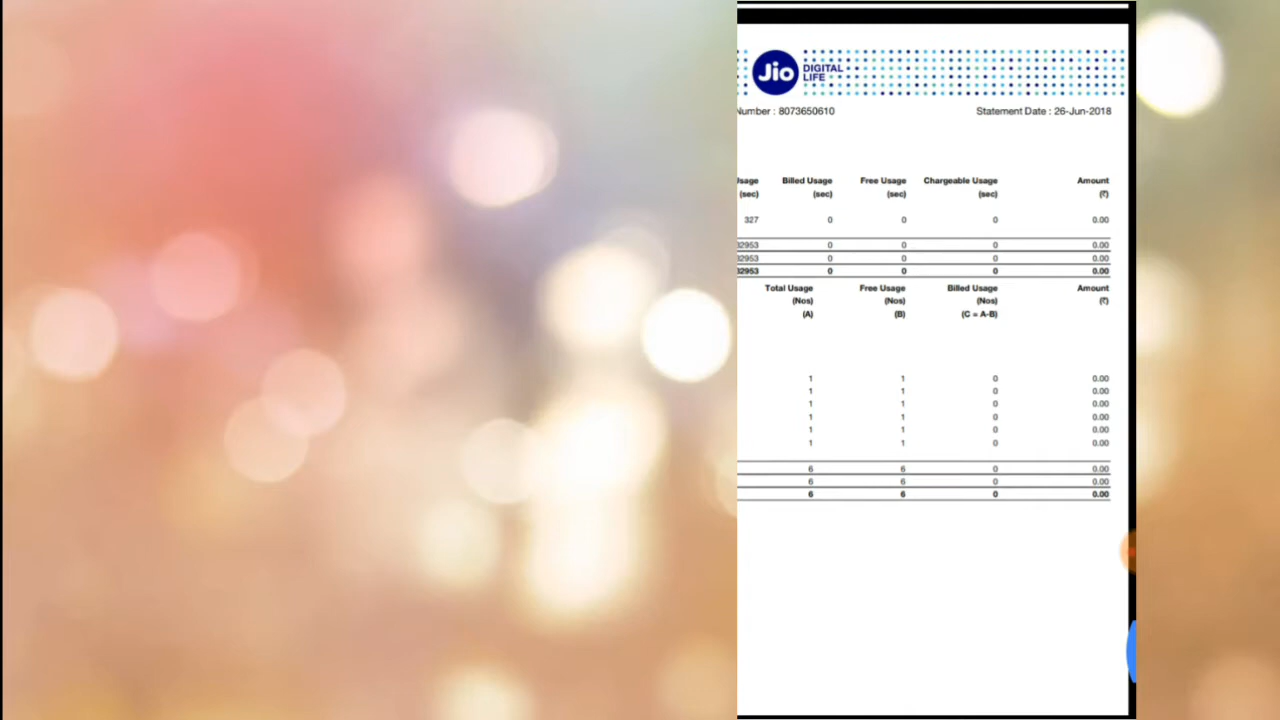 Jio DIGITAL
LIFE
Number : 8073650610 Statement Date : 26-Jun-2018
Billed Usage Free Usage Chargeable Usage Amount
(sec) (sec) (sec) (sec) (₹)
327 0 0 0 0.00
0 0 0 0.00
0 0 0 0.00
0 0 0 0.00
Total Usage Free Usage Billed Usage Amount
(Nos) (Nos) (Nos) (₹)
(A) (B) (C = A-B)
1 1 0 0.00
1 1 0 0.00
1 1 0 0.00
1 1 0 0.00
1 1 0 0.00
1 1 0 0.00
6 6 0 0.00
6 6 0 0.00
6 6 0 0.00